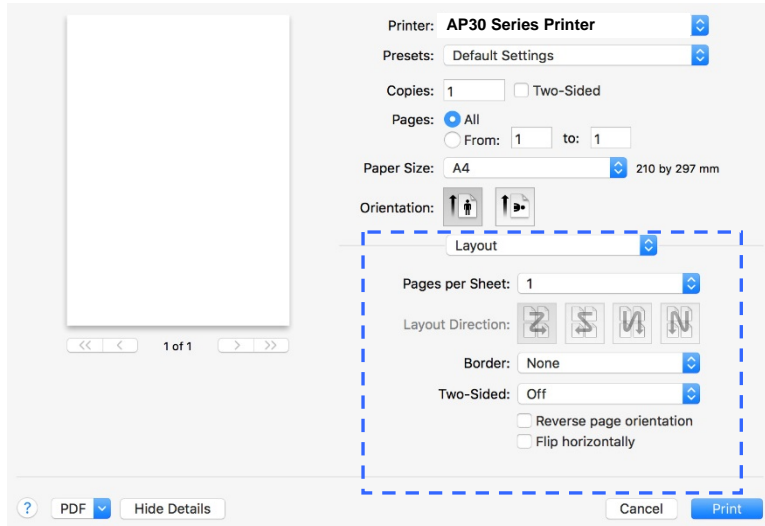 Printer: AP30 Series Printer
Presets: Default Settings
Copies: 1 Two-Sided
Pages: All
From: 1 to: 1
Paper Size: A4 210 by 297 mm
Orientation:
Layout
Pages per Sheet: 1
Layout Direction:
Border: None
Two-Sided: Off
Reverse page orientation
Flip horizontally
<< < 1 of 1 > >>
? PDF Hide Details Cancel Print